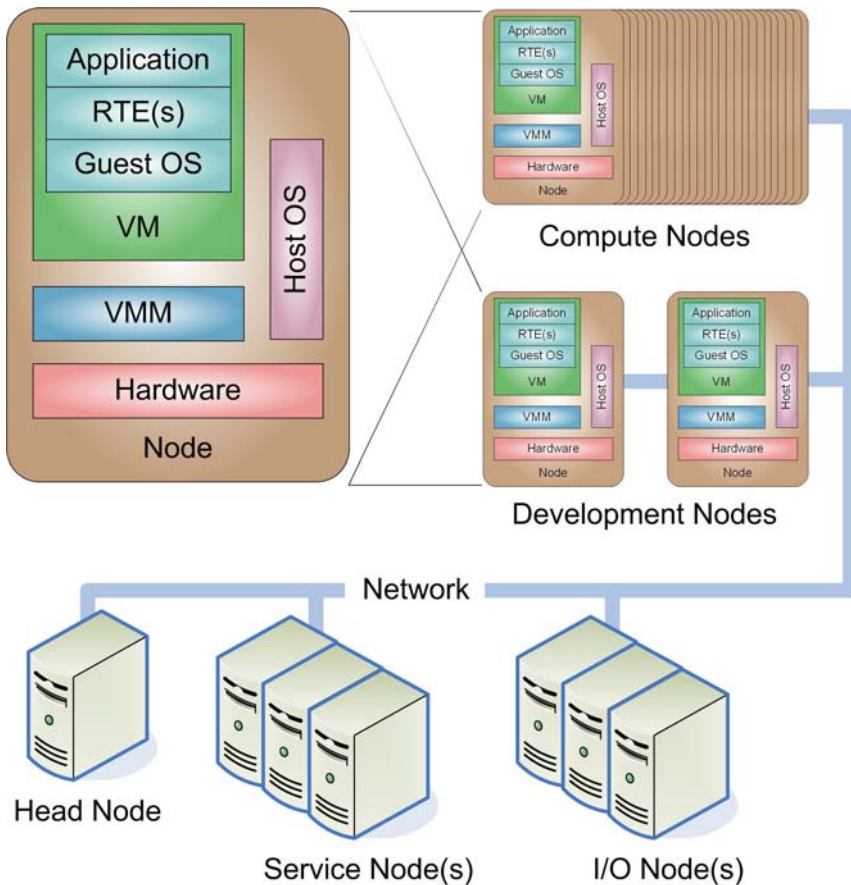 Application
RTE(s)
Guest OS
VM
Host OS
VMM
Hardware
Node
Application
RTE(s)
Guest OS
VM
Host OS
VMM
Hardware
Node
Compute Nodes
Application
RTE(s)
Guest OS
VM
Host OS
VMM
Hardware
Node
Application
RTE(s)
Guest OS
VM
Host OS
VMM
Hardware
Node
Development Nodes
Network
Head Node
Service Node(s)
I/O Node(s)